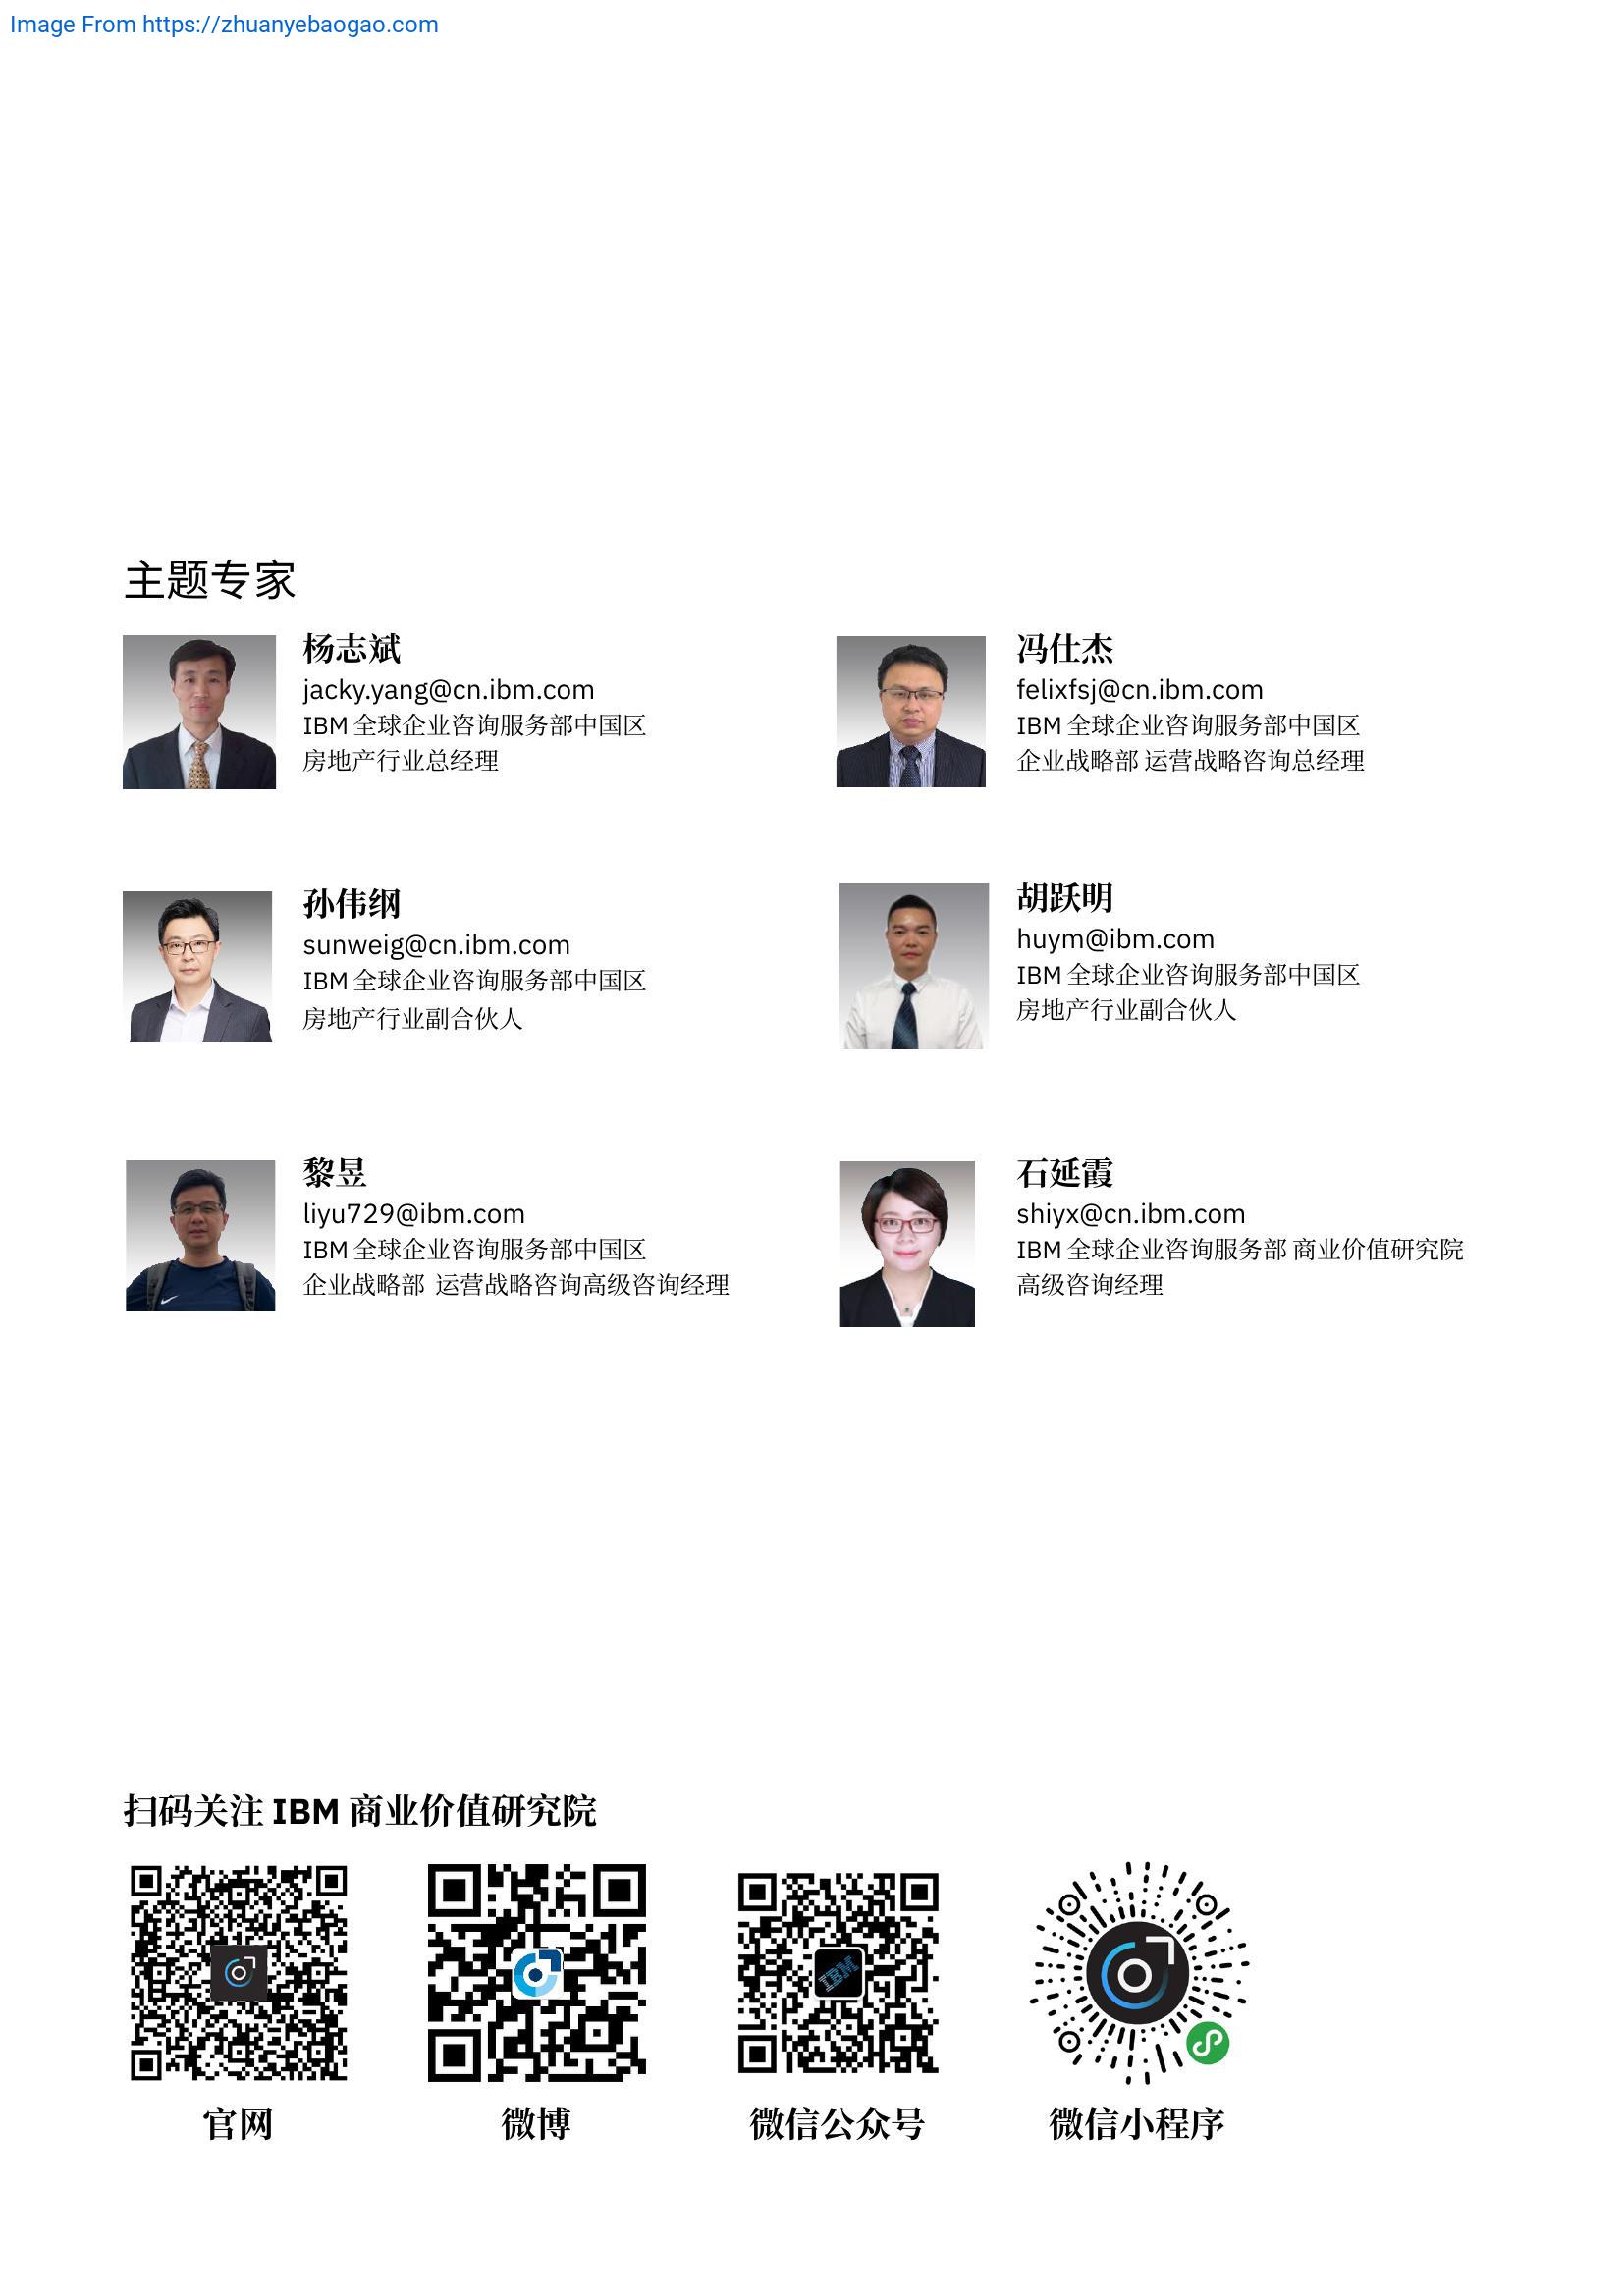 Image From https://zhuanyebaogao.com
主题专家
杨志斌
jacky.yang@cn.ibm.com
IBM 全球企业咨询服务部中国区
房地产行业总经理
冯仕杰
felixfsj@cn.ibm.com
IBM 全球企业咨询服务部中国区
企业战略部 运营战略咨询总经理
孙伟纲
sunweig@cn.ibm.com
IBM 全球企业咨询服务部中国区
房地产行业副合伙人
胡跃明
huym@ibm.com
IBM 全球企业咨询服务部中国区
房地产行业副合伙人
黎昱
liyu729@ibm.com
IBM 全球企业咨询服务部中国区
企业战略部 运营战略咨询高级咨询经理
石延霞
shiyx@cn.ibm.com
IBM 全球企业咨询服务部 商业价值研究院
高级咨询经理
扫码关注 IBM 商业价值研究院
IBM
官网
微博
微信公众号
微信小程序